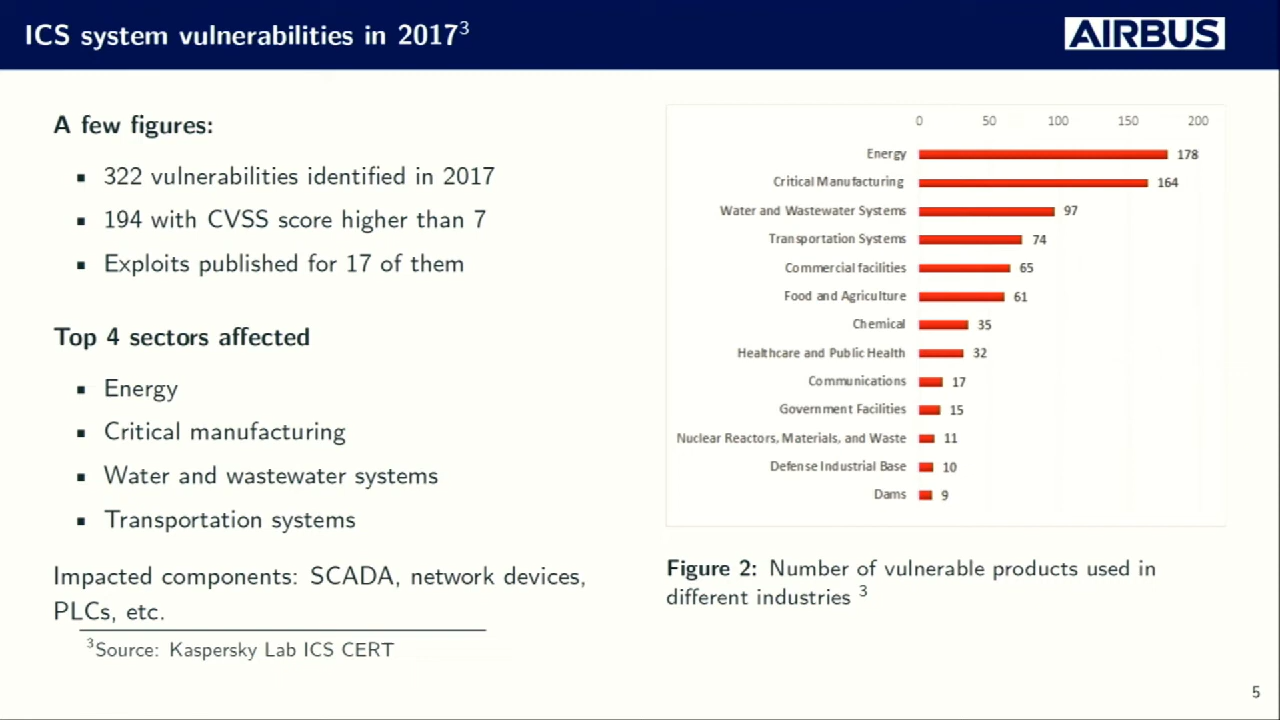 ICS system vulnerabilities in 2017³
AIRBUS
A few figures:
▪ 322 vulnerabilities identified in 2017
▪ 194 with CVSS score higher than 7
▪ Exploits published for 17 of them
Top 4 sectors affected
▪ Energy
▪ Critical manufacturing
▪ Water and wastewater systems
▪ Transportation systems
Impacted components: SCADA, network devices,
PLCs, etc.
³Source: Kaspersky Lab ICS CERT
0 50 100 150 200
Energy 178
Critical Manufacturing 164
Water and Wastewater Systems 97
Transportation Systems 74
Commercial facilities 65
Food and Agriculture 61
Chemical 35
Healthcare and Public Health 32
Communications 17
Government Facilities 15
Nuclear Reactors, Materials, and Waste 11
Defense Industrial Base 10
Dams 9
Figure 2: Number of vulnerable products used in
different industries ³
5